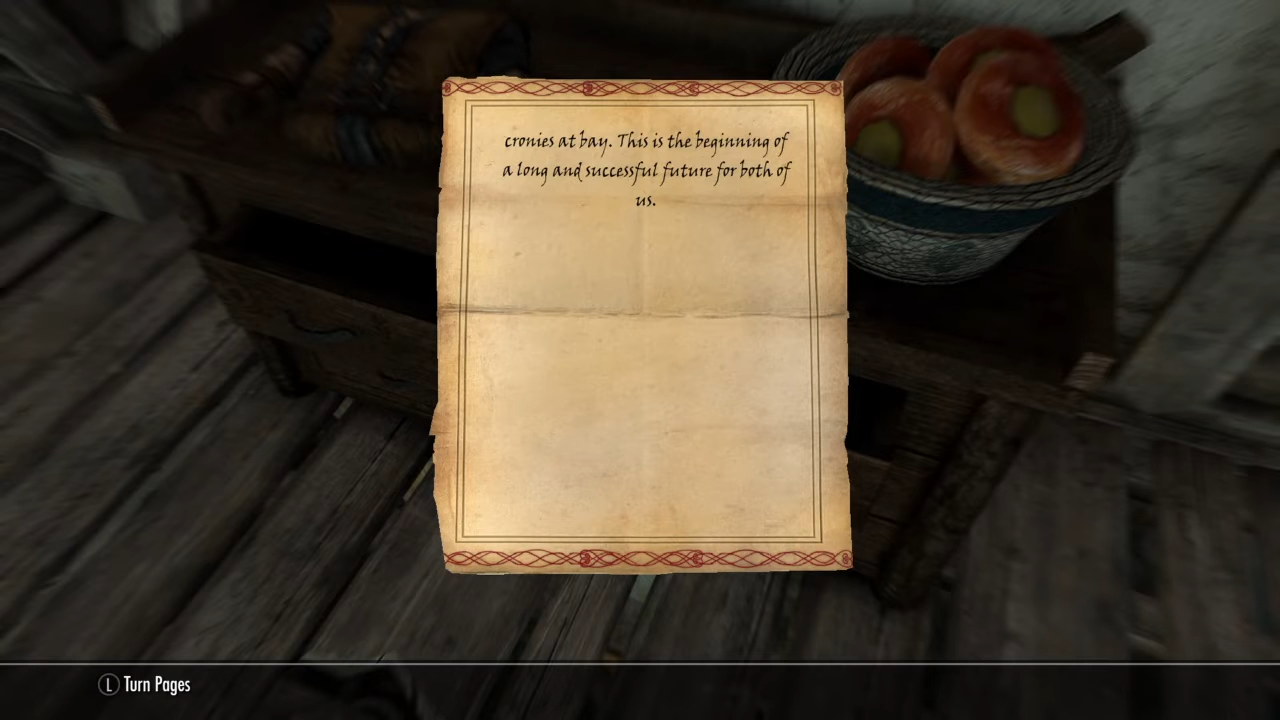 cronies at bay. This is the beginning of
a long and successful future for both of
us.
L Turn Pages